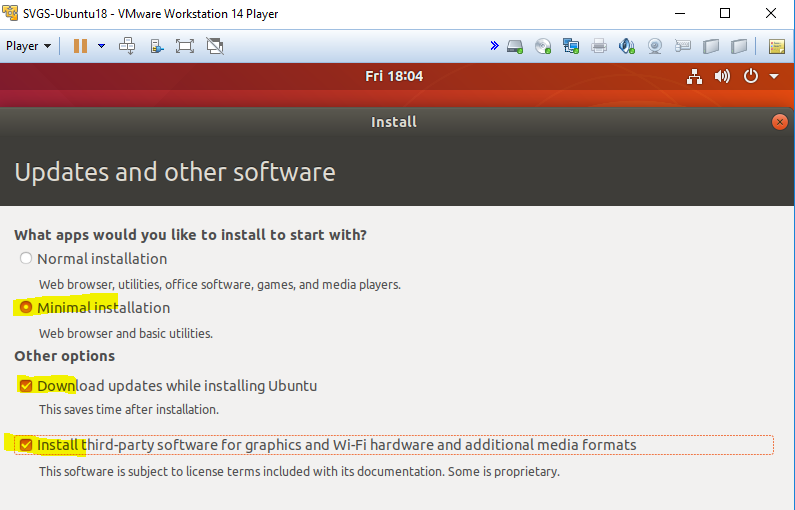 SVGS-Ubuntu18 - VMware Workstation 14 Player
Player
Fri 18:04
Install
Updates and other software
What apps would you like to install to start with?
Normal installation
Web browser, utilities, office software, games, and media players.
Minimal installation
Web browser and basic utilities.
Other options
Download updates while installing Ubuntu
This saves time after installation.
Install third-party software for graphics and Wi-Fi hardware and additional media formats
This software is subject to license terms included with its documentation. Some is proprietary.